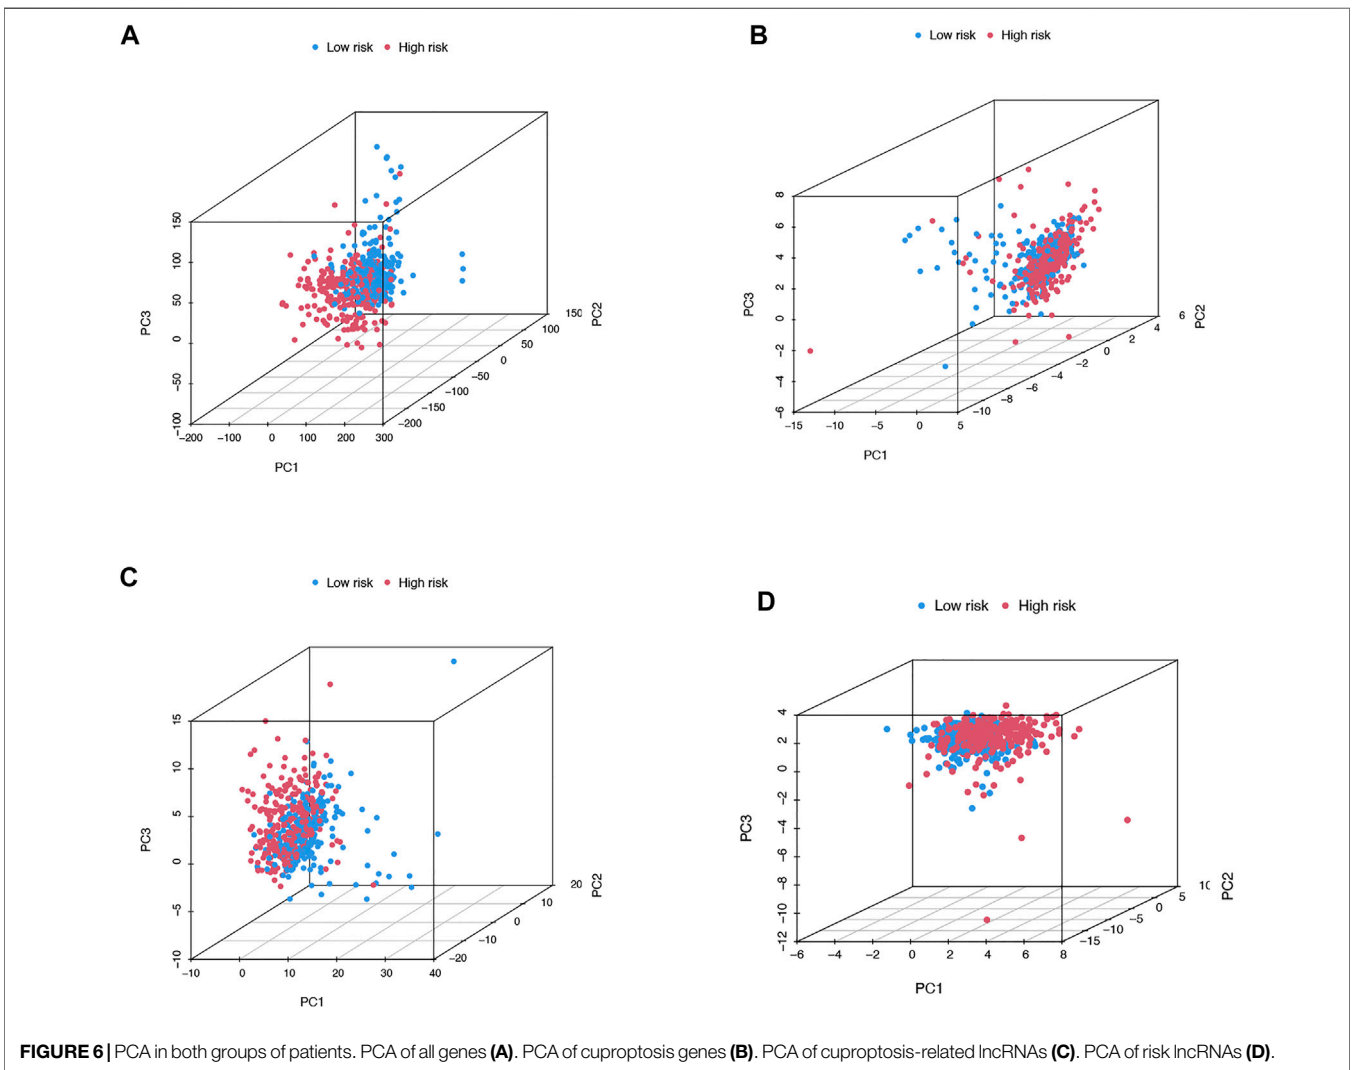 A
Low risk High risk
PC3
150
100
50
0
−50
−100
−200 −100 0 100 200 300
PC1
−200
−150
−100
−50
0
50
100
150
PC2
B
Low risk High risk
PC3
8
6
4
2
0
−2
−4
−6
−15 −10 −5 0 5
PC1
−10
−8
−6
−4
−2
0
2
4
6
PC2
C
Low risk High risk
PC3
15
10
5
0
−5
−10
−10 0 10 20 30 40
PC1
−20
−10
0
10
20
PC2
D
Low risk High risk
PC3
4
2
0
−2
−4
−6
−8
−10
−12
−6 −4 −2 0 2 4 6 8
PC1
−15
−10
−5
0
5
PC2
FIGURE 6 | PCA in both groups of patients. PCA of all genes (A). PCA of cuproptosis genes (B). PCA of cuproptosis-related lncRNAs (C). PCA of risk lncRNAs (D).